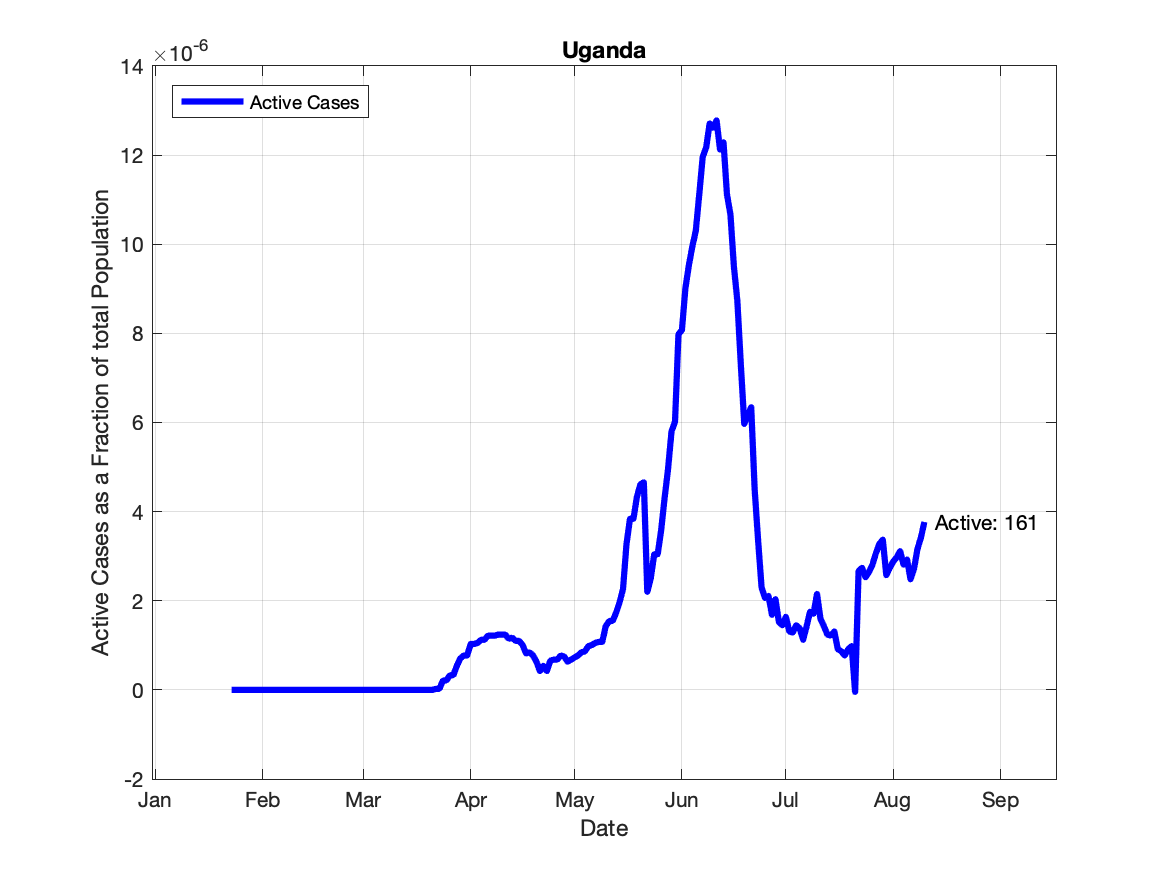 Uganda
×10-6
14
12
10
8
6
4
2
0
-2
Active Cases as a Fraction of total Population
Active Cases
Active: 161
Jan Feb Mar Apr May Jun Jul Aug Sep
Date